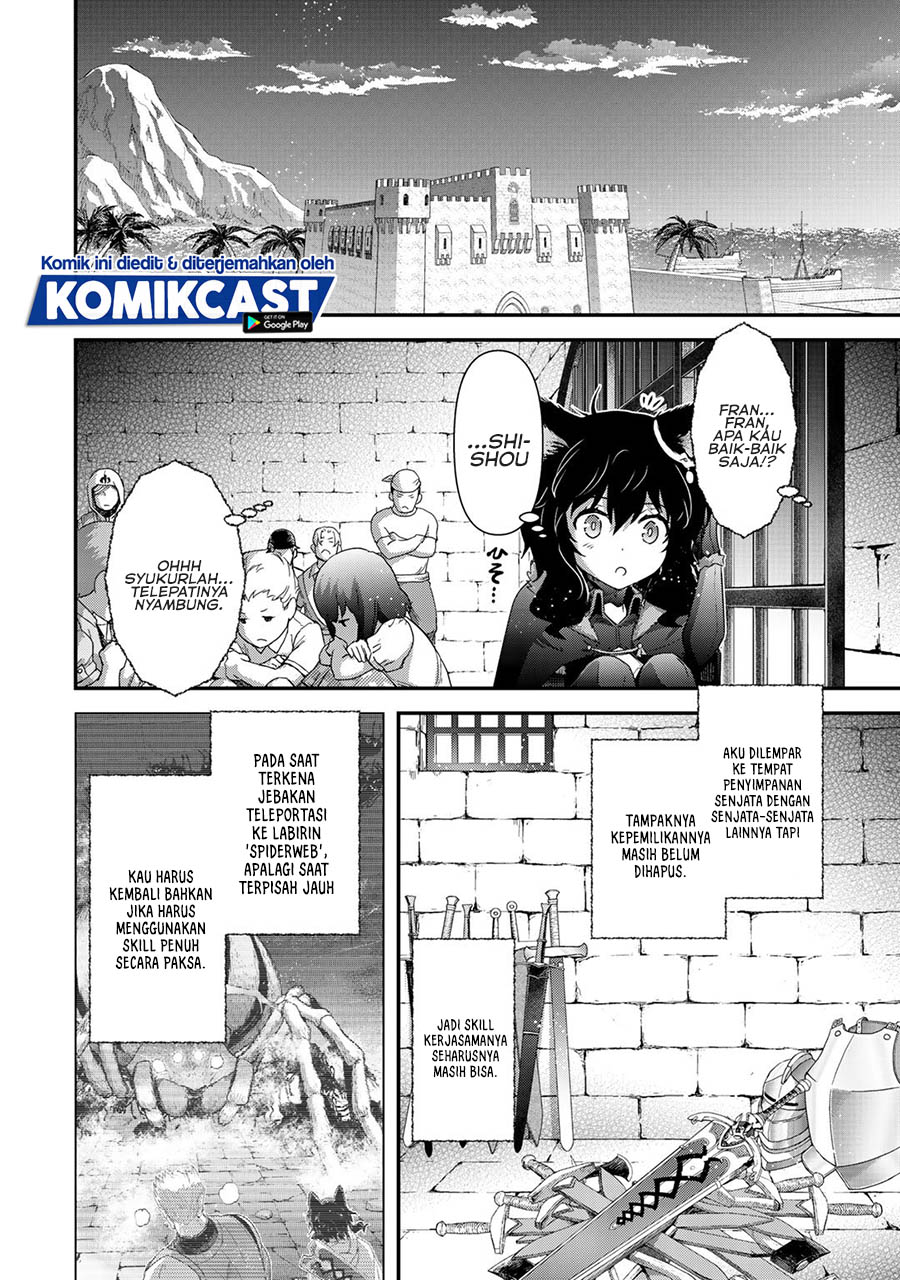 Komik ini diedit & diterjemahkan oleh
KOMIKCAST
GET IT ON
Google Play
FRAN...
FRAN,
APA KAU
BAIK-BAIK
SAJA!?
...SHI-
SHOU
ひそ…
OHHH
SYUKURLAH...
TELEPATINYA
NYAMBUNG.
AKU DILEMPAR
KE TEMPAT
PENYIMPANAN
SENJATA DENGAN
SENJATA-SENJATA
LAINNYA TAPI
TAMPAKNYA
KEPEMILIKANNYA
MASIH BELUM
DIHAPUS.
JADI SKILL
KERJASAMANYA
SEHARUSNYA
MASIH BISA.
PADA SAAT
TERKENA
JEBAKAN
TELEPORTASI
KE LABIRIN
'SPIDERWEB',
APALAGI SAAT
TERPISAH JAUH
KAU HARUS
KEMBALI BAHKAN
JIKA HARUS
MENGGUNAKAN
SKILL PENUH
SECARA PAKSA.